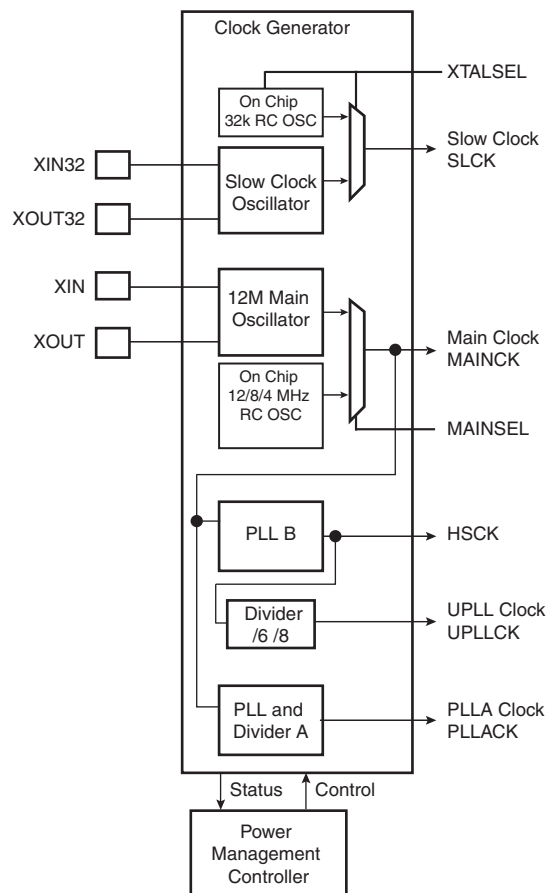 Clock Generator
XTALSEL
On Chip
32k RC OSC
Slow Clock
SLCK
XIN32
Slow Clock
Oscillator
XOUT32
XIN
12M Main
Oscillator
XOUT
Main Clock
MAINCK
On Chip
12/8/4 MHz
RC OSC
MAINSEL
PLL B
HSCK
Divider
/6 /8
UPLL Clock
UPLLCK
PLL and
Divider A
PLLA Clock
PLLACK
Status
Control
Power
Management
Controller